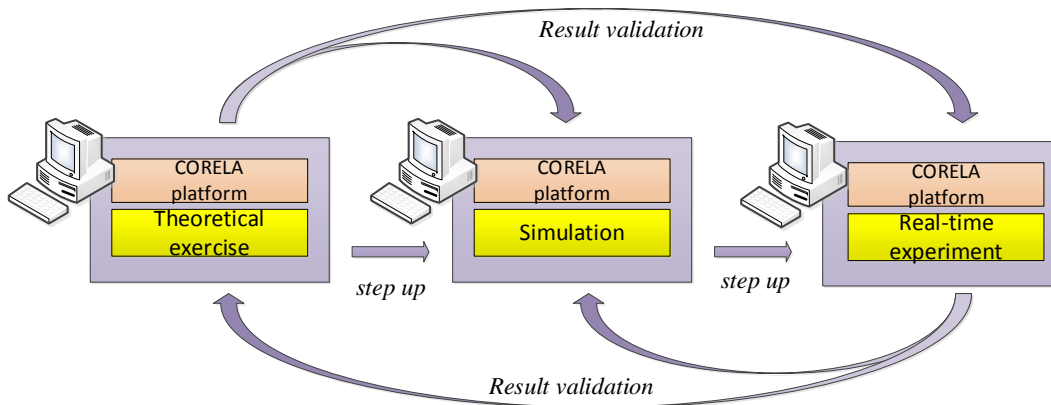 Result validation
CORELA
platform
Theoretical
exercise
CORELA
platform
Simulation
CORELA
platform
Real-time
experiment
step up
step up
Result validation